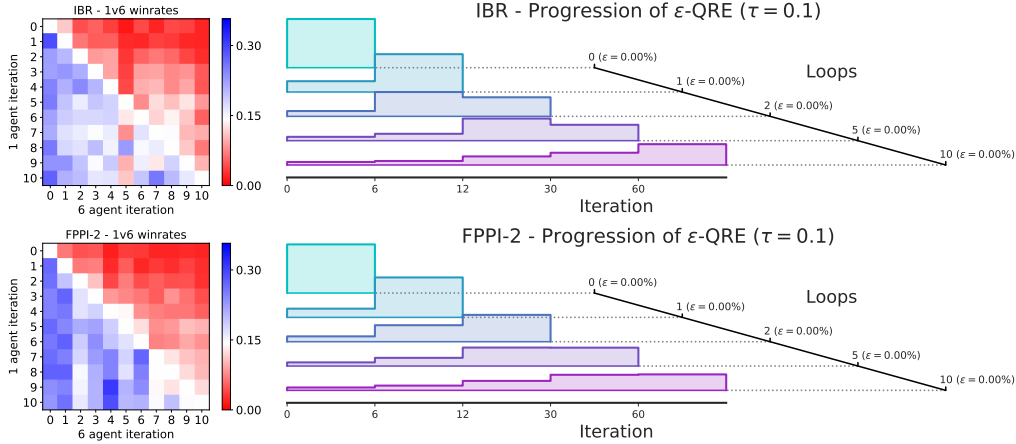 IBR - 1v6 winrates
0
1
2
3
4
5
6
7
8
9
10
1 agent iteration
0 1 2 3 4 5 6 7 8 9 10
6 agent iteration
0.30
0.15
0.00
IBR - Progression of ε-QRE (τ = 0.1)
0 (ε = 0.00%)
1 (ε = 0.00%)
2 (ε = 0.00%)
5 (ε = 0.00%)
10 (ε = 0.00%)
Loops
0 6 12 30 60
Iteration
FPPI-2 - 1v6 winrates
0
1
2
3
4
5
6
7
8
9
10
1 agent iteration
0 1 2 3 4 5 6 7 8 9 10
6 agent iteration
0.30
0.15
0.00
FPPI-2 - Progression of ε-QRE (τ = 0.1)
0 (ε = 0.00%)
1 (ε = 0.00%)
2 (ε = 0.00%)
5 (ε = 0.00%)
10 (ε = 0.00%)
Loops
0 6 12 30 60
Iteration